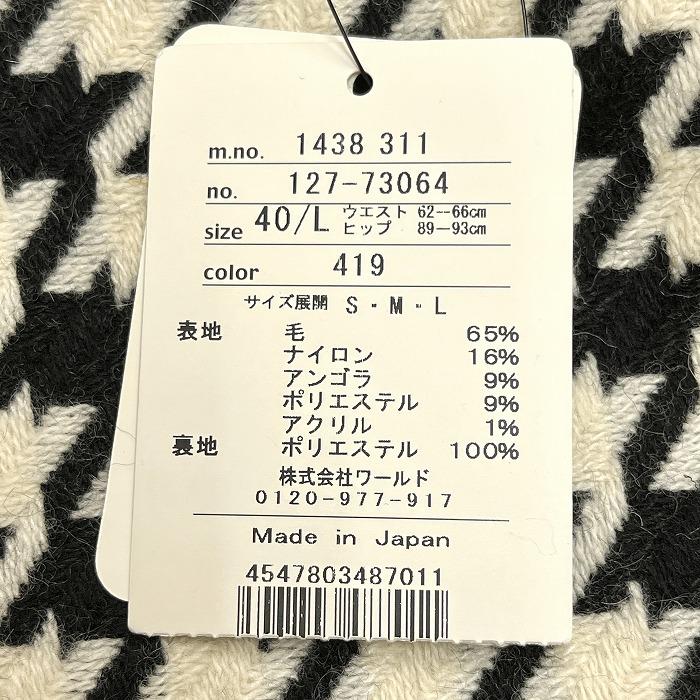 m.no. 1438 311
no. 127-73064
size 40/L ウエスト 62--66cm
ヒップ 89-93cm
color 419
サイズ展開 S・M・L
表地 毛 65%
ナイロン 16%
アンゴラ 9%
ポリエステル 9%
アクリル 1%
裏地 ポリエステル 100%
株式会社ワールド
0120-977-917
Made in Japan
4547803487011